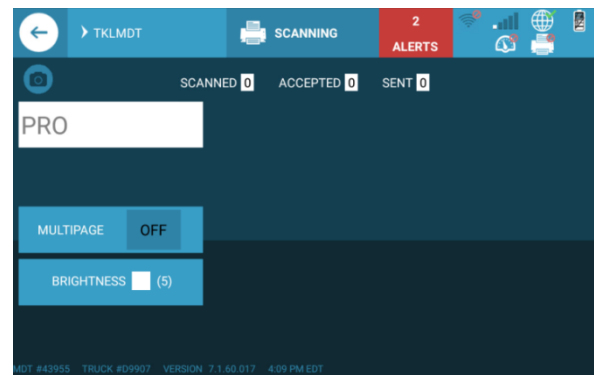 TKLMDT
SCANNING
2
ALERTS
SCANNED 0 ACCEPTED 0 SENT 0
PRO
MULTIPAGE OFF
BRIGHTNESS (5)
MDT #43955 TRUCK #D9907 VERSION 7.1.60.017 4:09 PM EDT